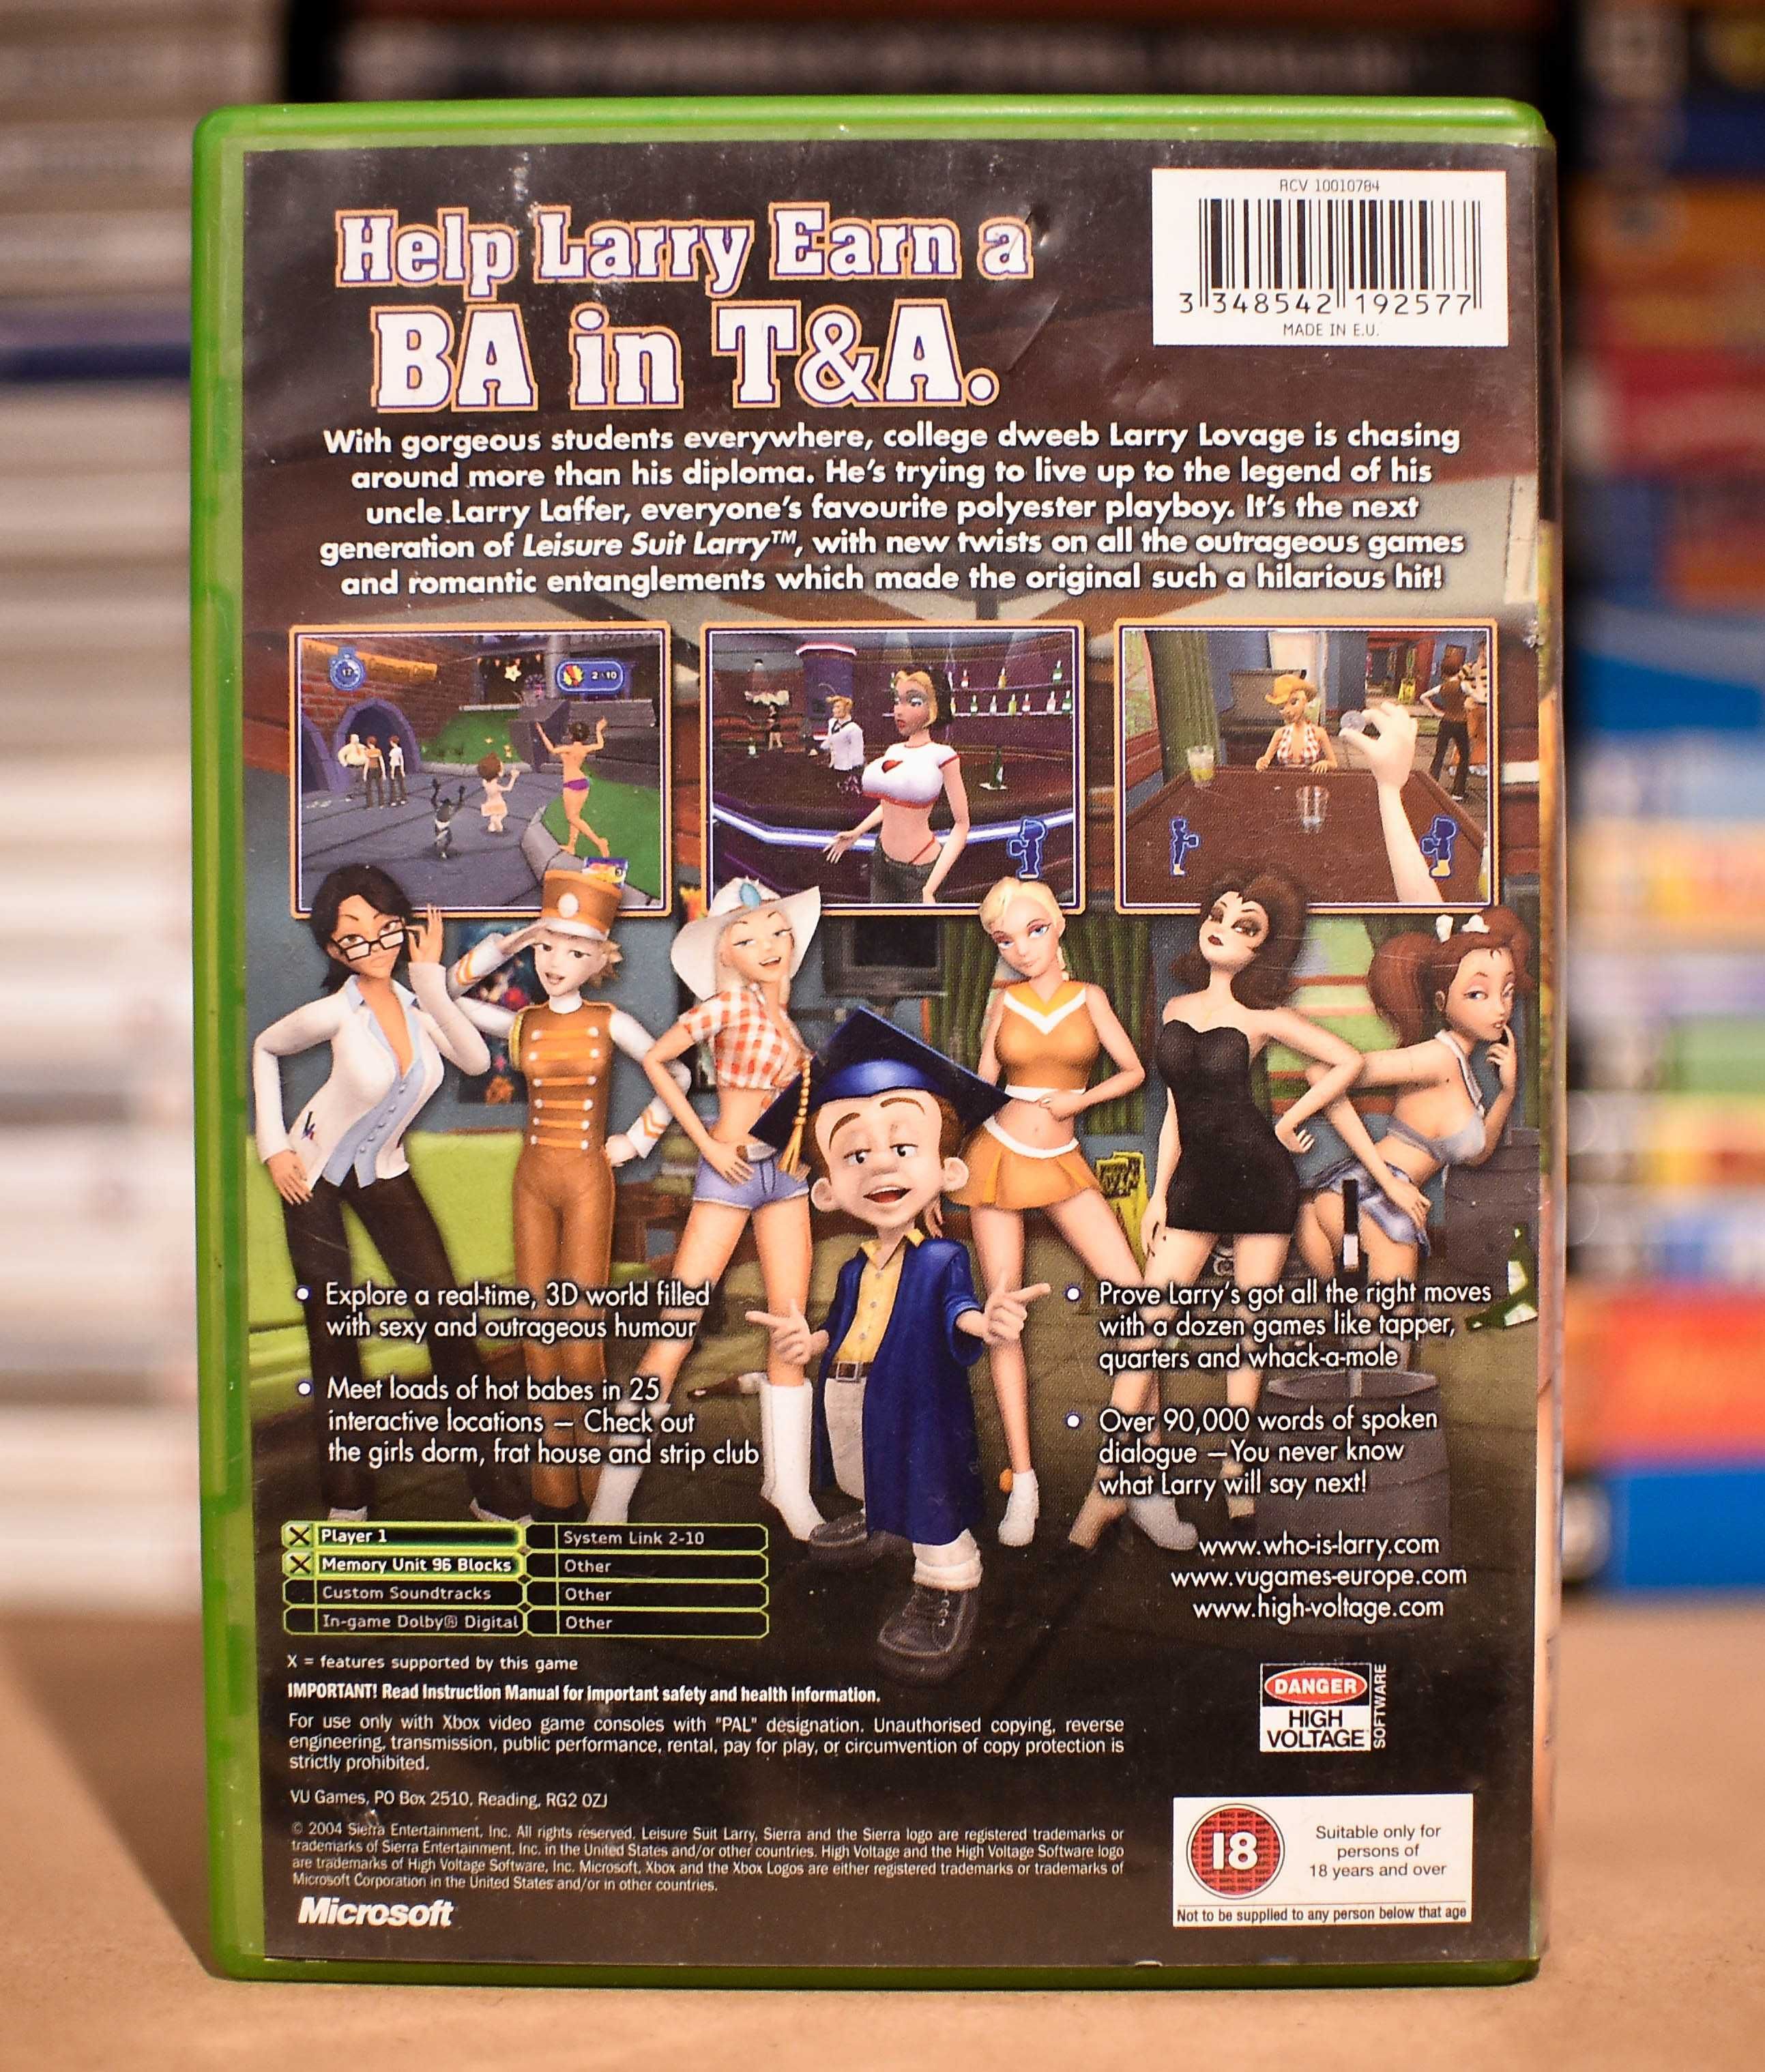 RCV 10010784
3 348542 192577
MADE IN E.U.
Help Larry Earn a
BA in T&A.
With gorgeous students everywhere, college dweeb Larry Lovage is chasing
around more than his diploma. He's trying to live up to the legend of his
uncle Larry Laffer, everyone's favourite polyester playboy. It's the next
generation of Leisure Suit Larry™, with new twists on all the outrageous games
and romantic entanglements which made the original such a hilarious hit!
17
2 10
• Explore a real-time, 3D world filled
with sexy and outrageous humour
• Meet loads of hot babes in 25
interactive locations – Check out
the girls dorm, frat house and strip club
• Prove Larry's got all the right moves
with a dozen games like tapper,
quarters and whack-a-mole
• Over 90,000 words of spoken
dialogue –You never know
what Larry will say next!
X Player 1
X Memory Unit 96 Blocks
Custom Soundtracks
In-game Dolby® Digital
System Link 2-10
Other
Other
Other
www.who-is-larry.com
www.vugames-europe.com
www.high-voltage.com
X = features supported by this game
IMPORTANT! Read Instruction Manual for important safety and health information.
For use only with Xbox video game consoles with "PAL" designation. Unauthorised copying, reverse
engineering, transmission, public performance, rental, pay for play, or circumvention of copy protection is
strictly prohibited.
VU Games, PO Box 2510, Reading, RG2 0ZJ
© 2004 Sierra Entertainment, Inc. All rights reserved. Leisure Suit Larry, Sierra and the Sierra logo are registered trademarks or
trademarks of Sierra Entertainment, Inc. in the United States and/or other countries. High Voltage and the High Voltage Software logo
are trademarks of High Voltage Software, Inc. Microsoft, Xbox and the Xbox Logos are either registered trademarks or trademarks of
Microsoft Corporation in the United States and/or in other countries.
Microsoft
DANGER
HIGH
VOLTAGE
SOFTWARE
18
Suitable only for
persons of
18 years and over
Not to be supplied to any person below that age